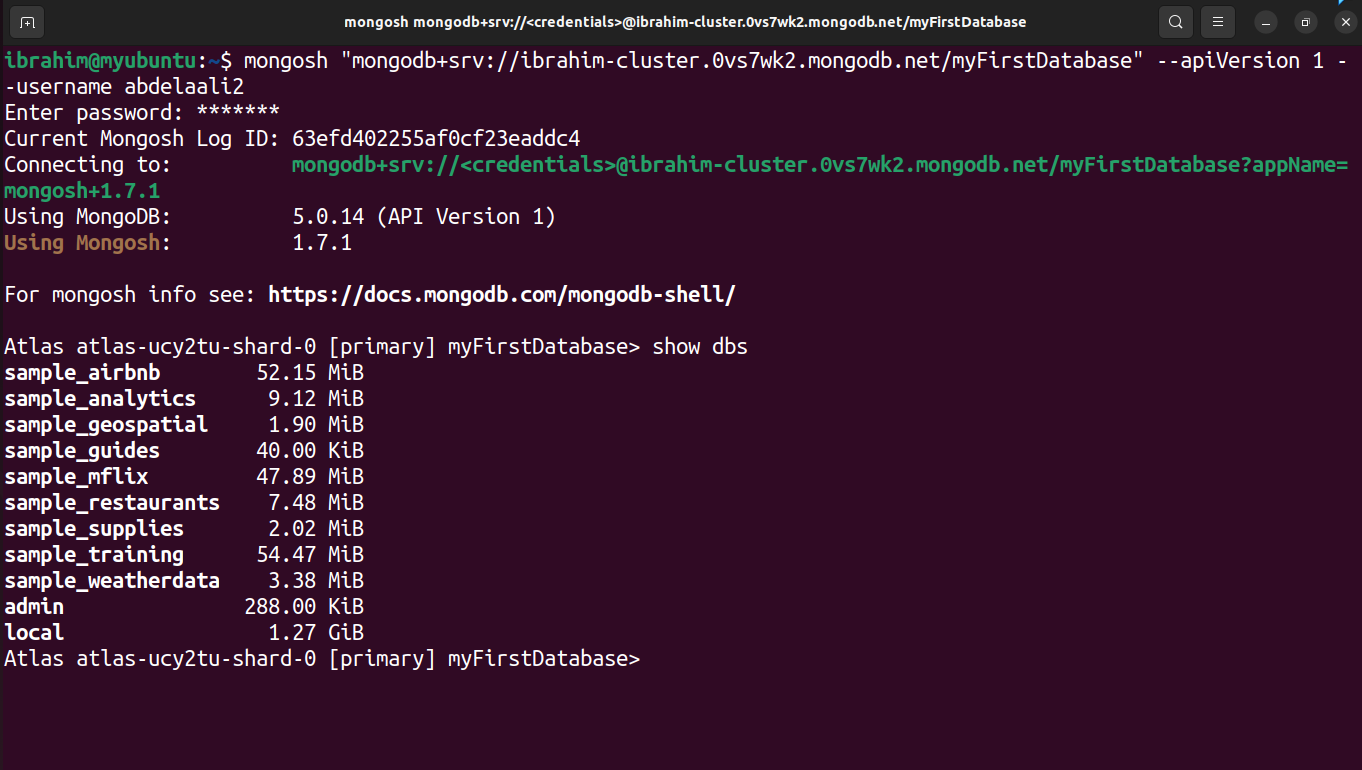 mongosh mongodb+srv://<credentials>@ibrahim-cluster.0vs7wk2.mongodb.net/myFirstDatabase
ibrahim@myubuntu:~$ mongosh "mongodb+srv://ibrahim-cluster.0vs7wk2.mongodb.net/myFirstDatabase" --apiVersion 1 -
-username abdelaali2
Enter password: *******
Current Mongosh Log ID: 63efd402255af0cf23eaddc4
Connecting to:          mongodb+srv://<credentials>@ibrahim-cluster.0vs7wk2.mongodb.net/myFirstDatabase?appName=
mongosh+1.7.1
Using MongoDB:          5.0.14 (API Version 1)
Using Mongosh:          1.7.1
For mongosh info see: https://docs.mongodb.com/mongodb-shell/
Atlas atlas-ucy2tu-shard-0 [primary] myFirstDatabase> show dbs
sample_airbnb        52.15 MiB
sample_analytics      9.12 MiB
sample_geospatial     1.90 MiB
sample_guides        40.00 KiB
sample_mflix         47.89 MiB
sample_restaurants    7.48 MiB
sample_supplies       2.02 MiB
sample_training      54.47 MiB
sample_weatherdata    3.38 MiB
admin               288.00 KiB
local                 1.27 GiB
Atlas atlas-ucy2tu-shard-0 [primary] myFirstDatabase>